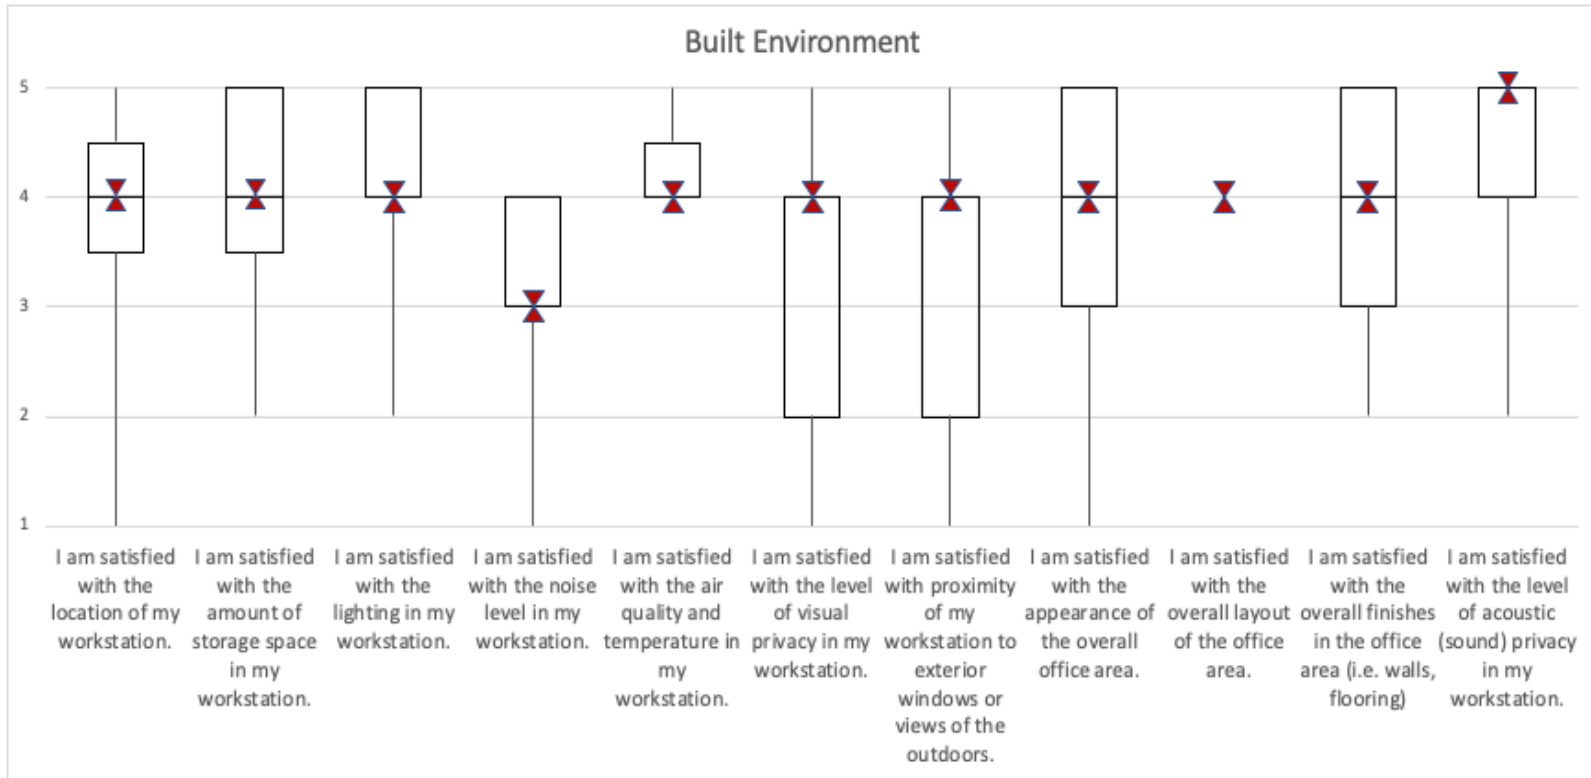 Built Environment
5
4
3
2
1
I am satisfied
with the
location of my
workstation.
I am satisfied
with the
amount of
storage space
in my
workstation.
I am satisfied
with the
lighting in my
workstation.
I am satisfied
with the noise
level in my
workstation.
I am satisfied
with the air
quality and
temperature in
my
workstation.
I am satisfied
with the level
of visual
privacy in my
workstation.
I am satisfied
with proximity
of my
workstation to
exterior
windows or
views of the
outdoors.
I am satisfied
with the
appearance of
the overall
office area.
I am satisfied
with the
overall layout
of the office
area.
I am satisfied
with the
overall finishes
in the office
area (i.e. walls,
flooring)
I am satisfied
with the level
of acoustic
(sound) privacy
in my
workstation.